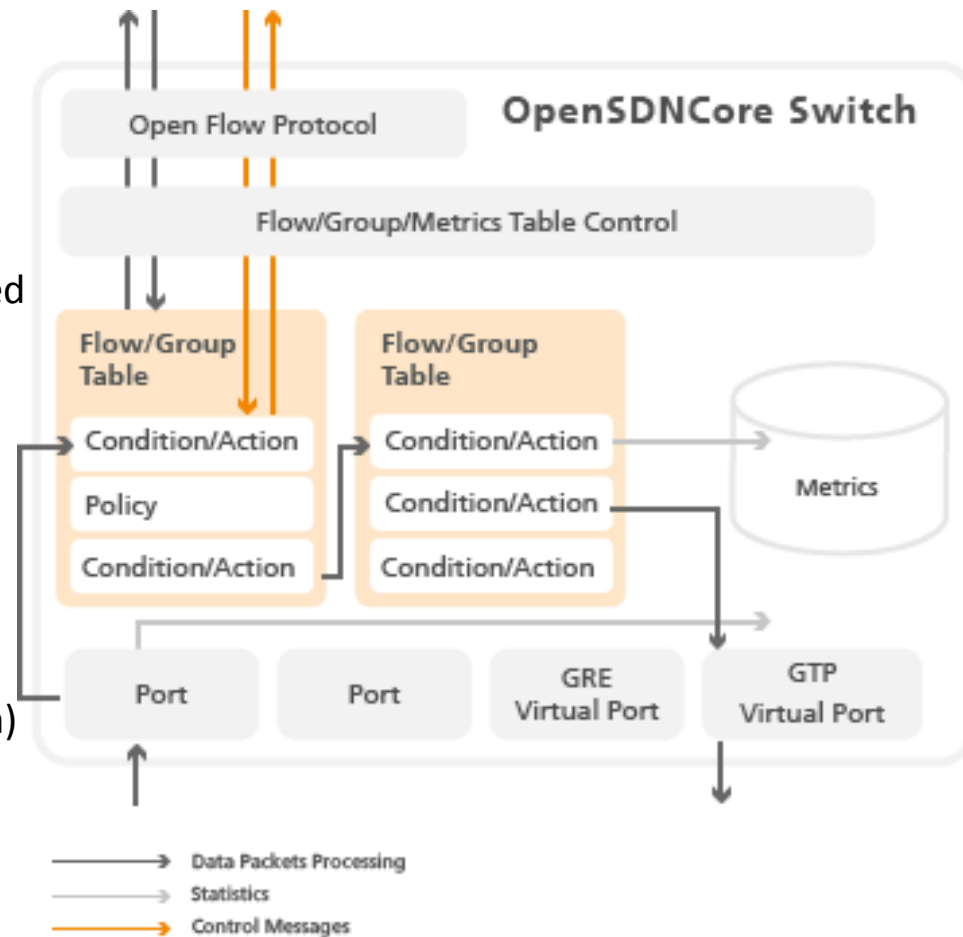 OpenSDNCore Switch
Open Flow Protocol
Flow/Group/Metrics Table Control
ed
Flow/Group
Table
Condition/Action
Policy
Condition/Action
Flow/Group
Table
Condition/Action
Condition/Action
Condition/Action
Metrics
Port
Port
GRE
Virtual Port
GTP
Virtual Port
)
Data Packets Processing
Statistics
Control Messages